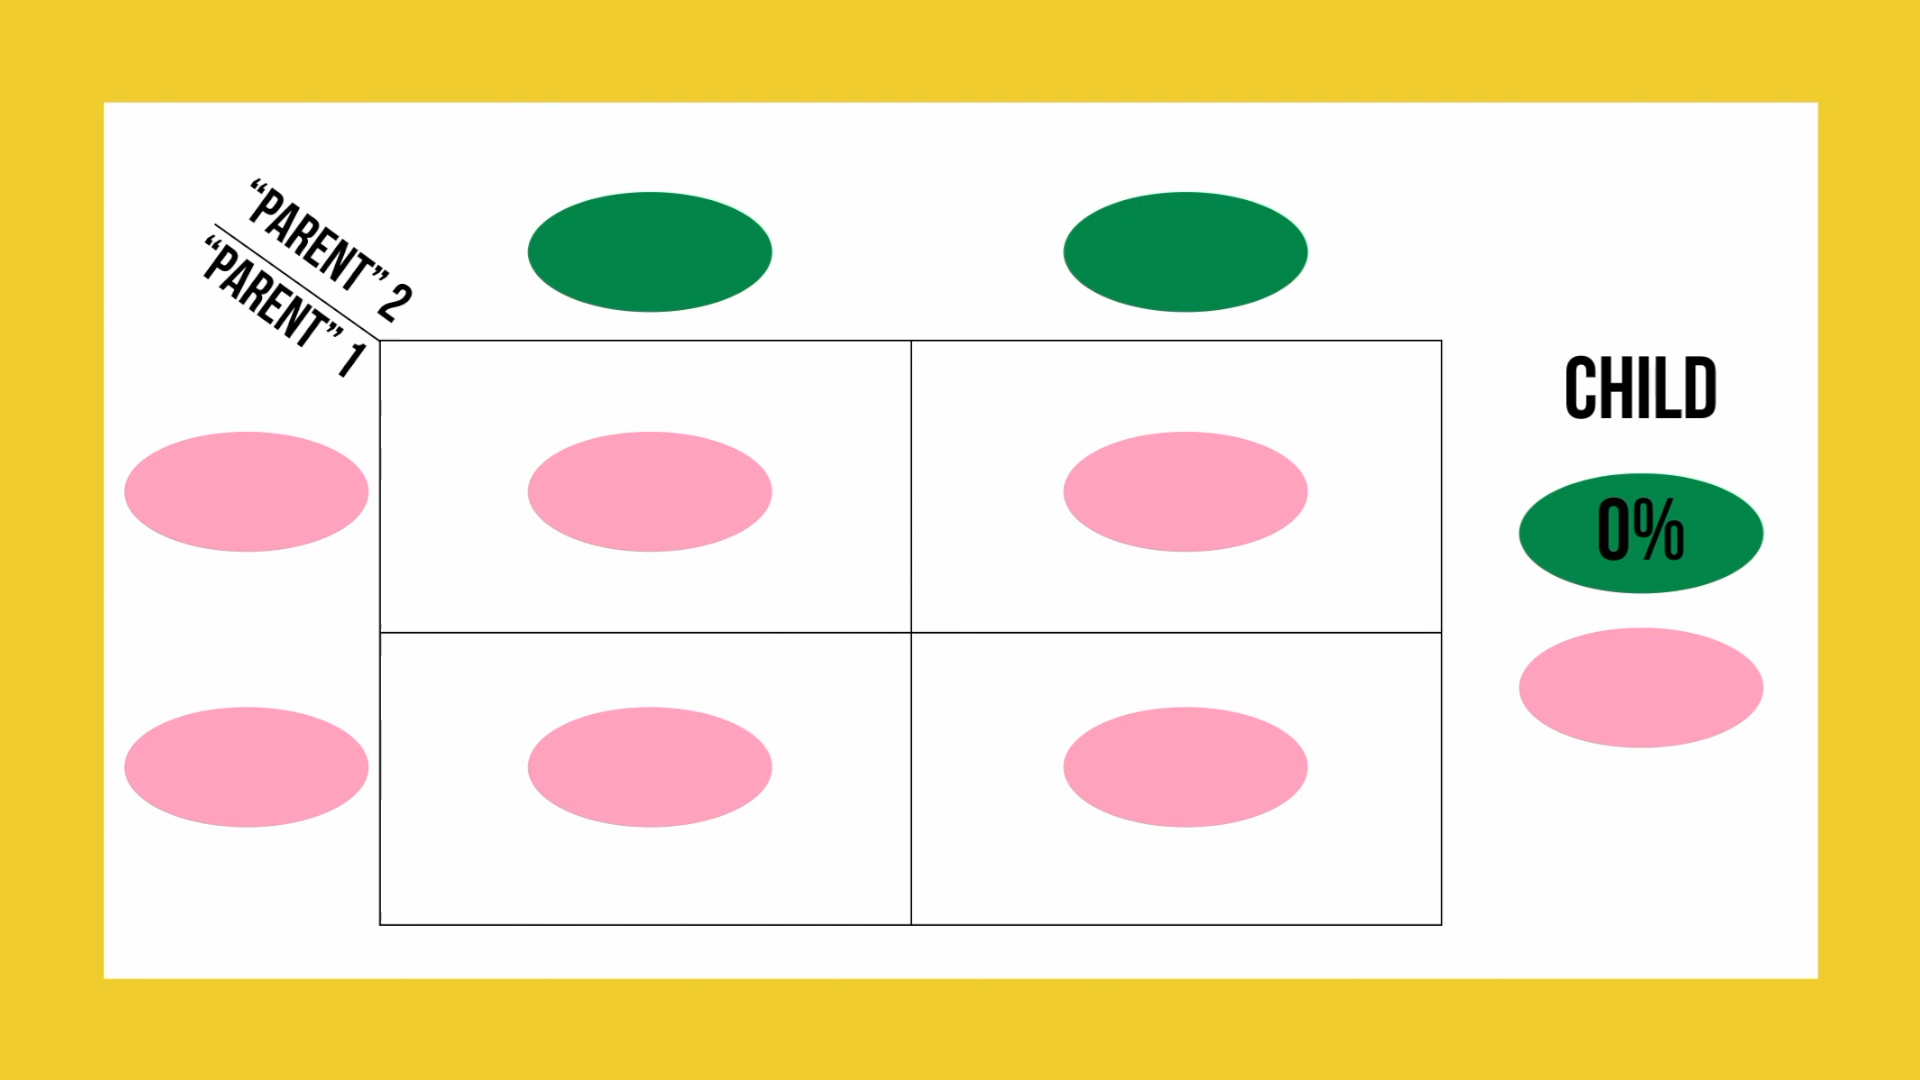 “PARENT” 2
“PARENT” 1
CHILD
0%